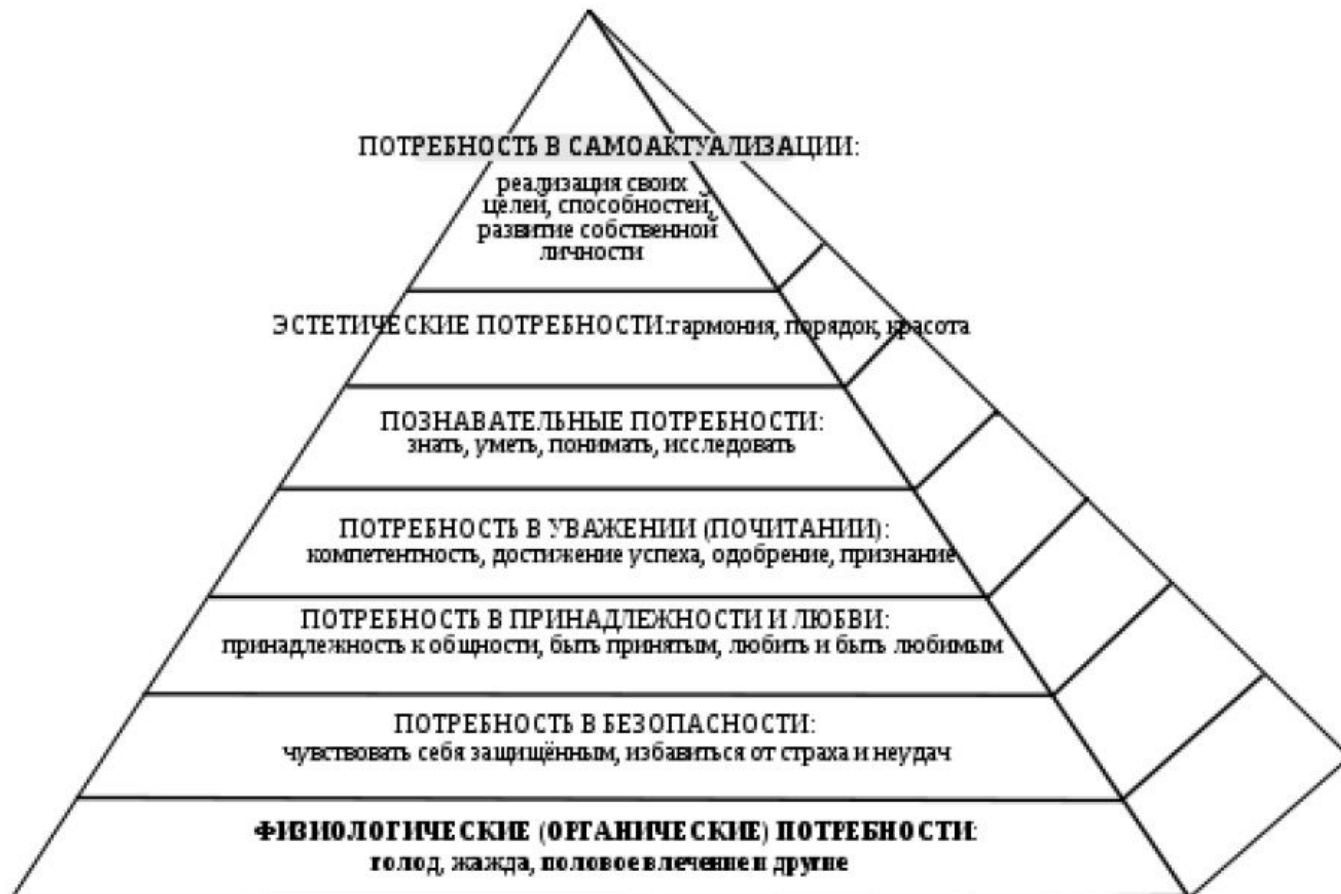 ПОТРЕБНОСТЬ В САМОАКТУАЛИЗАЦИИ:
реализация своих
целей, способностей,
развитие собственной
личности
ЭСТЕТИЧЕСКИЕ ПОТРЕБНОСТИ:гармония, порядок, красота
ПОЗНАВАТЕЛЬНЫЕ ПОТРЕБНОСТИ:
знать, уметь, понимать, исследовать
ПОТРЕБНОСТЬ В УВАЖЕНИИ (ПОЧИТАНИИ):
компетентность, достижение успеха, одобрение, признание
ПОТРЕБНОСТЬ В ПРИНАДЛЕЖНОСТИ И ЛЮБВИ:
принадлежность к общности, быть принятым, любить и быть любимым
ПОТРЕБНОСТЬ В БЕЗОПАСНОСТИ:
чувствовать себя защищённым, избавиться от страха и неудач
ФИЗИОЛОГИЧЕСКИЕ (ОРГАНИЧЕСКИЕ) ПОТРЕБНОСТИ:
голод, жажда, половое влечение и другие